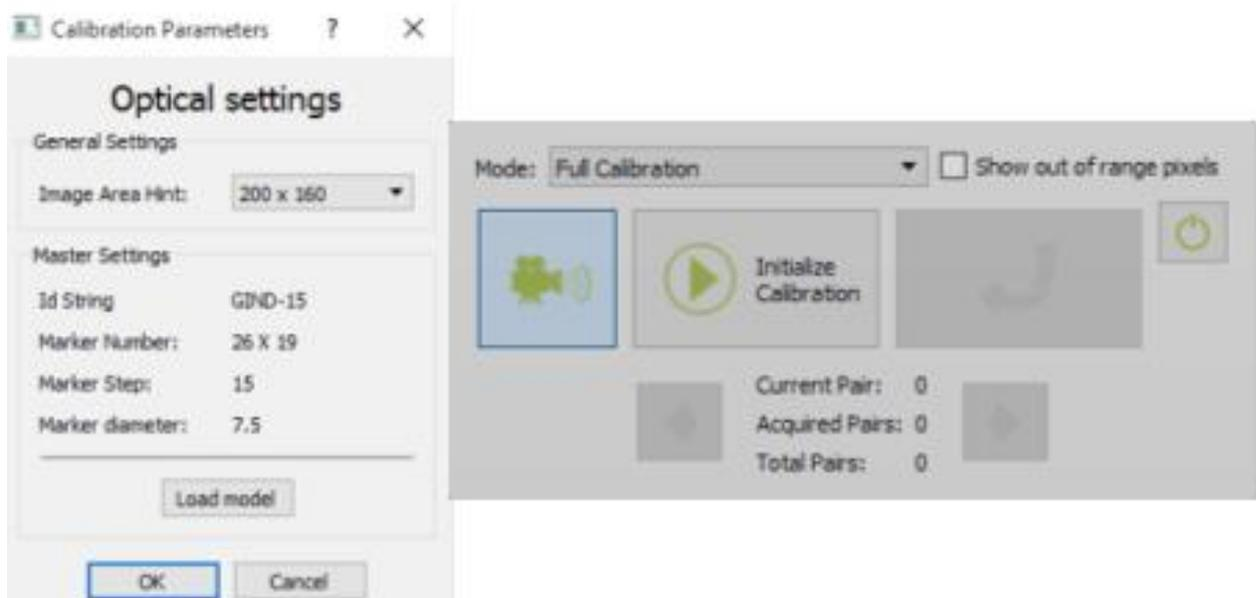 Calibration Parameters ? ×
Optical settings
General Settings
Image Area Hint: 200 x 160
Master Settings
Id String GIND-15
Marker Number: 26 X 19
Marker Step: 15
Marker diameter: 7.5
Load model
OK Cancel
Mode: Full Calibration Show out of range pixels
Initialize
Calibration
Current Pair: 0
Acquired Pairs: 0
Total Pairs: 0